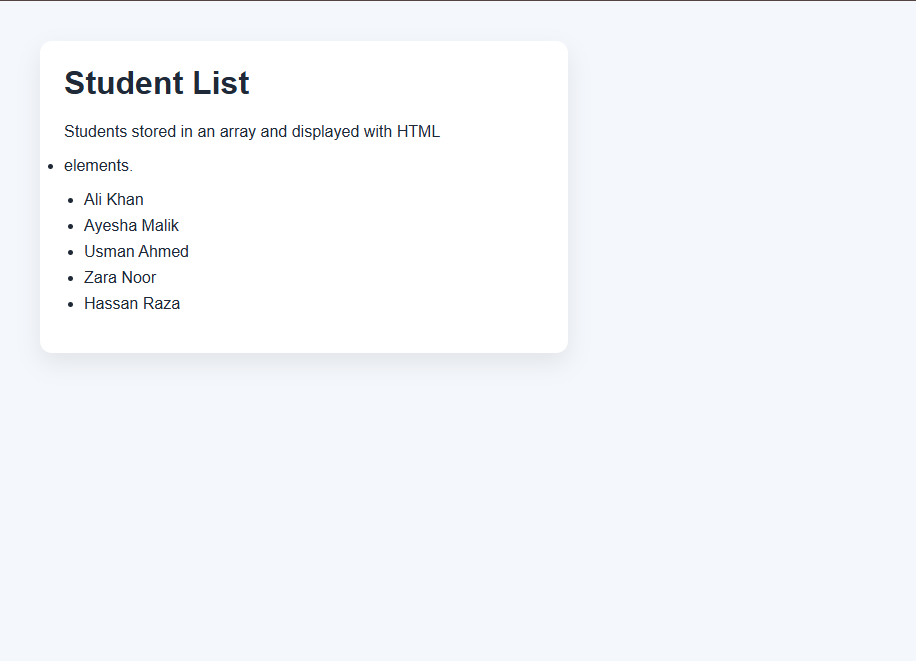 Student List
Students stored in an array and displayed with HTML
• elements.
• Ali Khan
• Ayesha Malik
• Usman Ahmed
• Zara Noor
• Hassan Raza